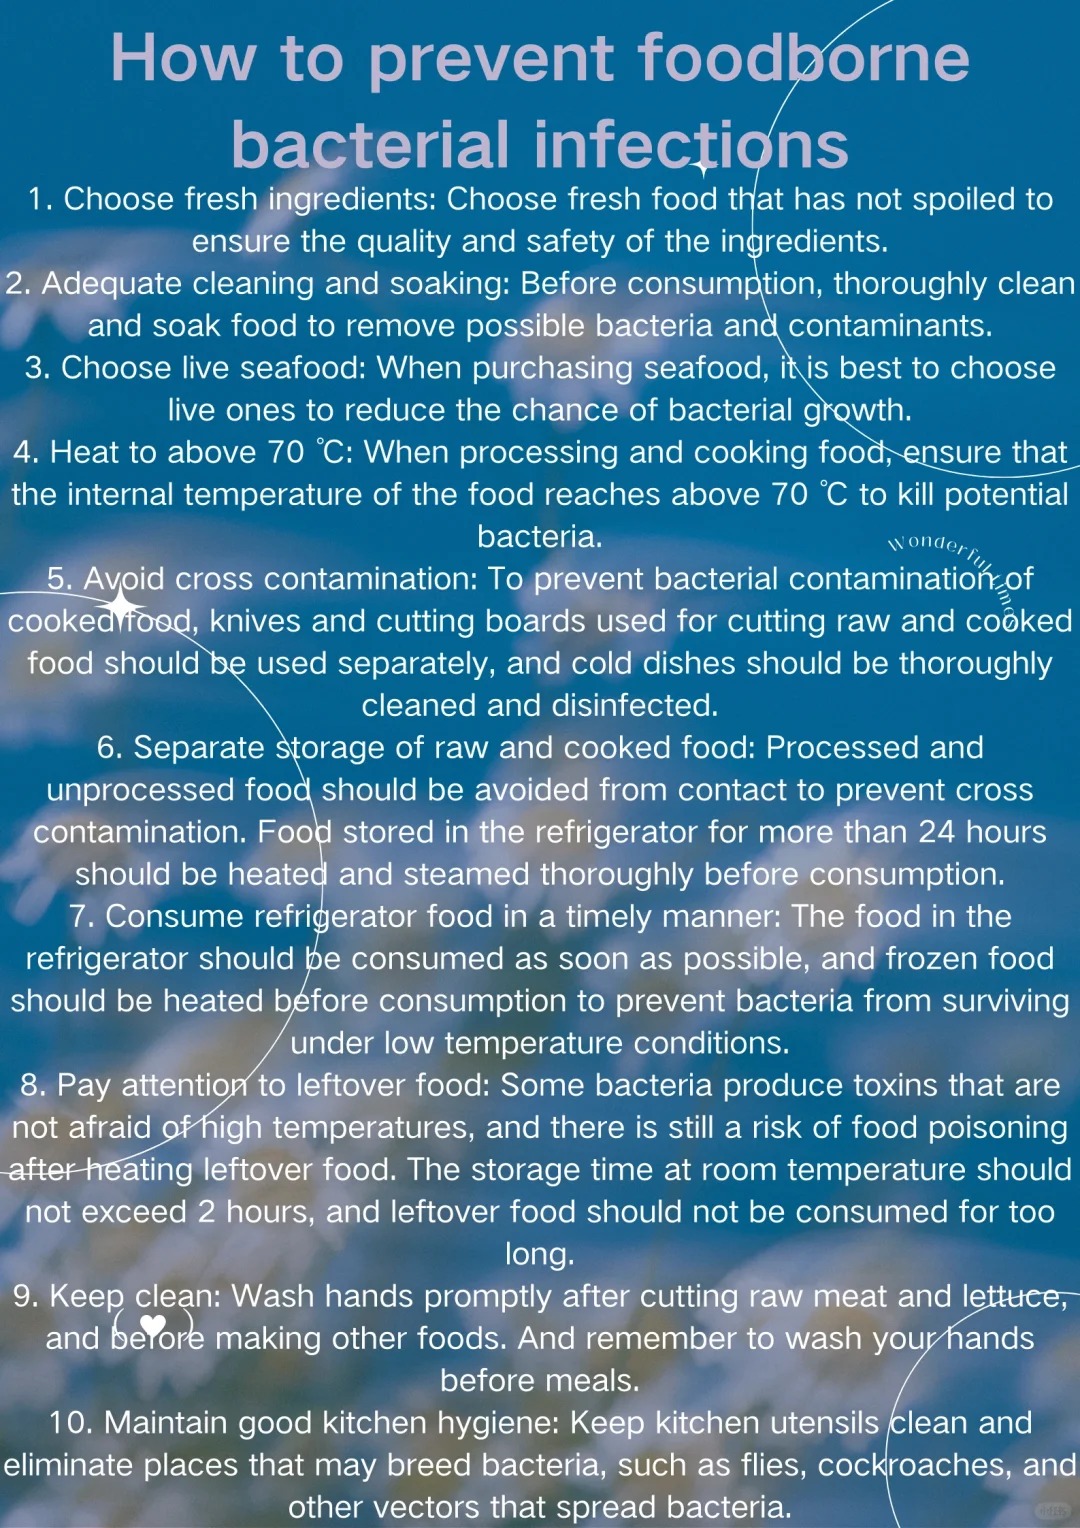 How to prevent foodborne
bacterial infections
1. Choose fresh ingredients: Choose fresh food that has not spoiled to
ensure the quality and safety of the ingredients.
2. Adequate cleaning and soaking: Before consumption, thoroughly clean
and soak food to remove possible bacteria and contaminants.
3. Choose live seafood: When purchasing seafood, it is best to choose
live ones to reduce the chance of bacterial growth.
4. Heat to above 70 ℃: When processing and cooking food, ensure that
the internal temperature of the food reaches above 70 ℃ to kill potential
bacteria.
Wonderful
5. Avoid cross contamination: To prevent bacterial contamination of
cooked food, knives and cutting boards used for cutting raw and cooked
food should be used separately, and cold dishes should be thoroughly
cleaned and disinfected.
6. Separate storage of raw and cooked food: Processed and
unprocessed food should be avoided from contact to prevent cross
contamination. Food stored in the refrigerator for more than 24 hours
should be heated and steamed thoroughly before consumption.
7. Consume refrigerator food in a timely manner: The food in the
refrigerator should be consumed as soon as possible, and frozen food
should be heated before consumption to prevent bacteria from surviving
under low temperature conditions.
8. Pay attention to leftover food: Some bacteria produce toxins that are
not afraid of high temperatures, and there is still a risk of food poisoning
after heating leftover food. The storage time at room temperature should
not exceed 2 hours, and leftover food should not be consumed for too
long.
9. Keep clean: Wash hands promptly after cutting raw meat and lettuce,
and before making other foods. And remember to wash your hands
before meals.
10. Maintain good kitchen hygiene: Keep kitchen utensils clean and
eliminate places that may breed bacteria, such as flies, cockroaches, and
other vectors that spread bacteria.